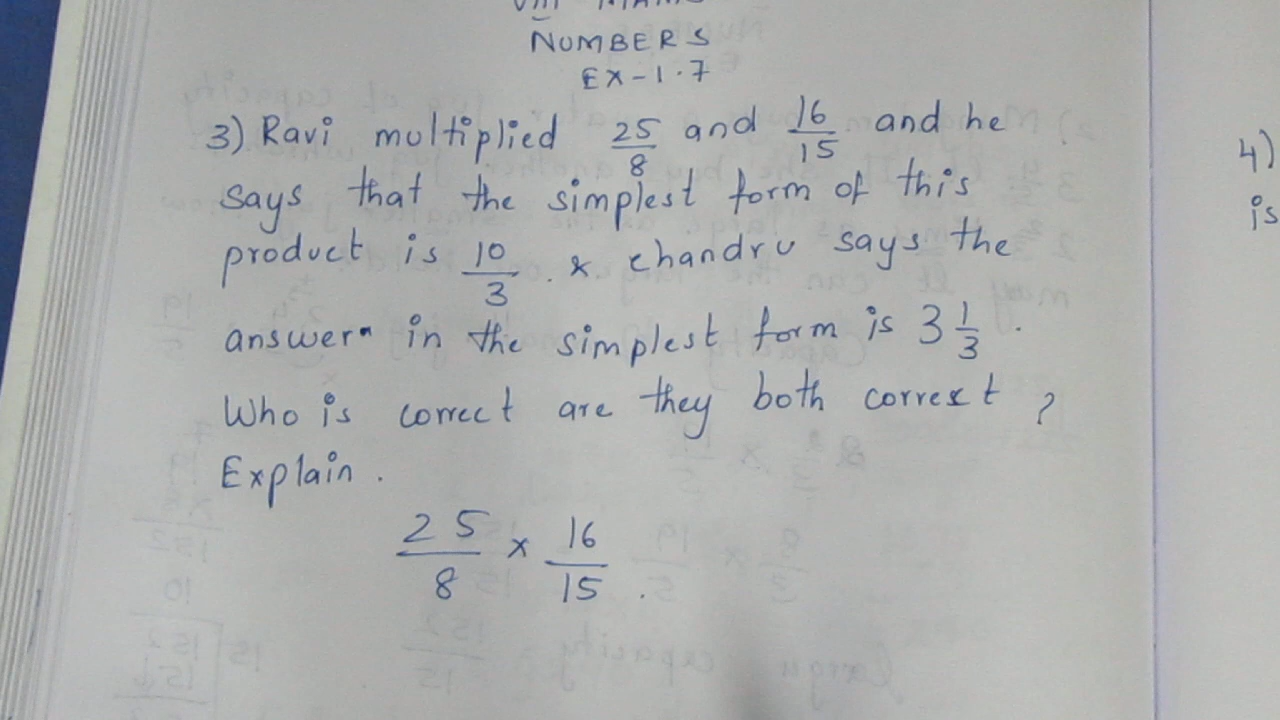 NUMBERS
EX-1.7
3) Ravi multiplied 25/8 and 16/15 and he
says that the simplest form of this
product is 10/3 . & chandru says the
answer in the simplest form is 3 1/3 .
Who is correct are they both correct ?
Explain .
25/8 × 16/15 .
4)
is